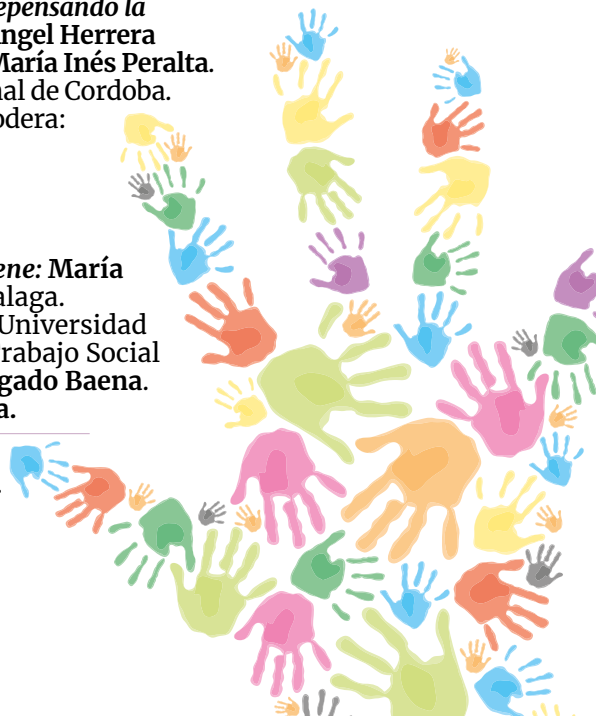 epensando la
ngel Herrera
María Inés Peralta.
nal de Cordoba.
odera:
ene: María
alaga.
Universidad
rabajo Social
gado Baena.
a.
.